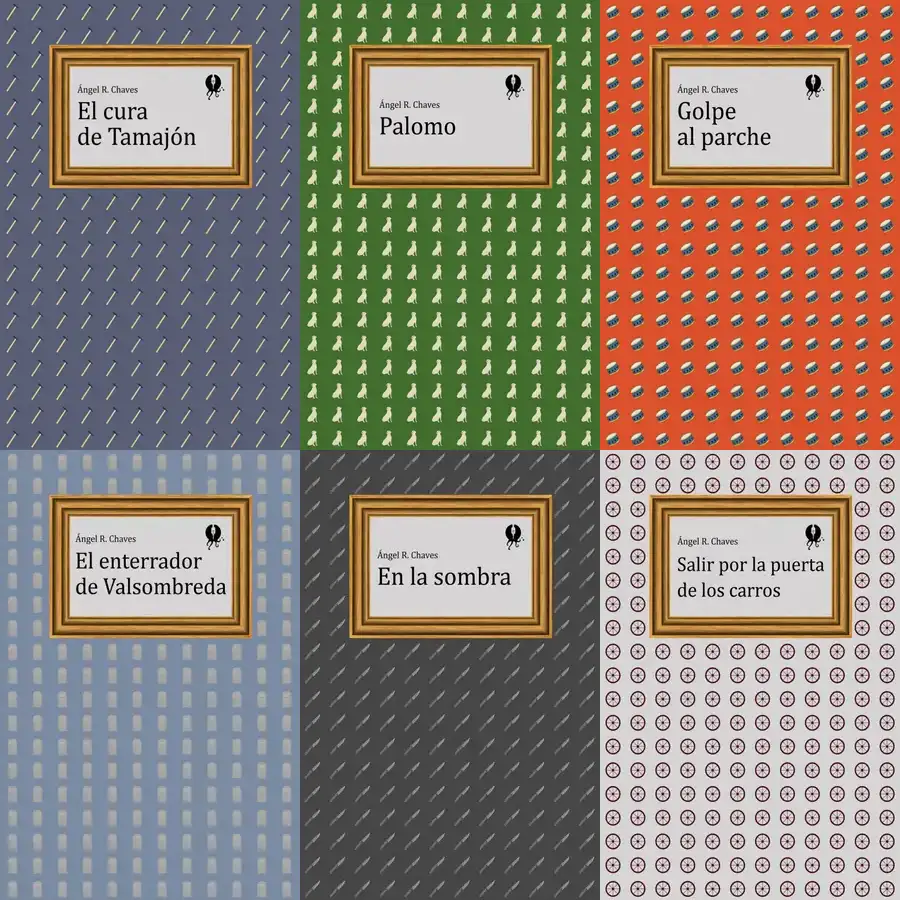 Ángel R. Chaves
El cura
de Tamajón
Ángel R. Chaves
Palomo
Ángel R. Chaves
Golpe
al parche
Ángel R. Chaves
El enterrador
de Valsombreda
Ángel R. Chaves
En la sombra
Ángel R. Chaves
Salir por la puerta
de los carros